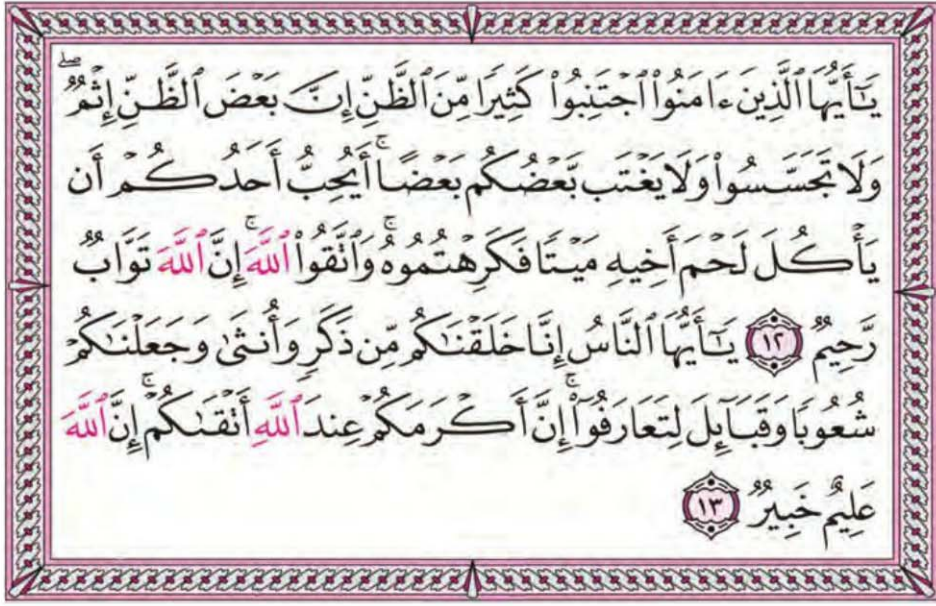 يَٰٓأَيُّهَا ٱلَّذِينَ ءَامَنُوا۟ ٱجْتَنِبُوا۟ كَثِيرًا مِّنَ ٱلظَّنِّ إِنَّ بَعْضَ ٱلظَّنِّ إِثْمٌ ۖ
وَلَا تَجَسَّسُوا۟ وَلَا يَغْتَب بَّعْضُكُم بَعْضًا ۚ أَيُحِبُّ أَحَدُكُمْ أَن
يَأْكُلَ لَحْمَ أَخِيهِ مَيْتًا فَكَرِهْتُمُوهُ ۚ وَٱتَّقُوا۟ ٱللَّهَ ۚ إِنَّ ٱللَّهَ تَوَّابٌ
رَّحِيمٌ ١٢ يَٰٓأَيُّهَا ٱلنَّاسُ إِنَّا خَلَقْنَٰكُم مِّن ذَكَرٍ وَأُنثَىٰ وَجَعَلْنَٰكُمْ
شُعُوبًا وَقَبَآئِلَ لِتَعَارَفُوٓا۟ ۚ إِنَّ أَكْرَمَكُمْ عِندَ ٱللَّهِ أَتْقَىٰكُمْ ۚ إِنَّ ٱللَّهَ
عَلِيمٌ خَبِيرٌ ١٣